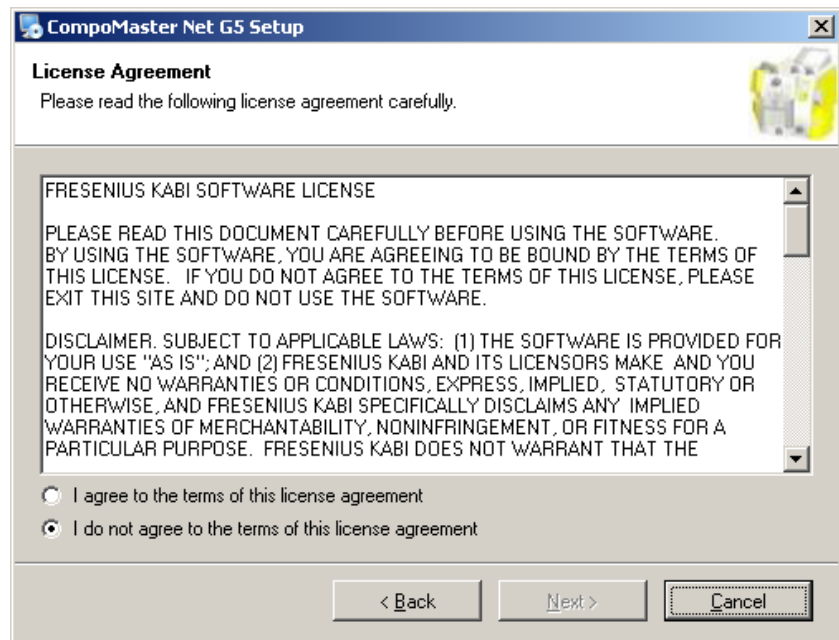 CompoMaster Net G5 Setup
License Agreement
Please read the following license agreement carefully.
FRESENIUS KABI SOFTWARE LICENSE
PLEASE READ THIS DOCUMENT CAREFULLY BEFORE USING THE SOFTWARE.
BY USING THE SOFTWARE, YOU ARE AGREEING TO BE BOUND BY THE TERMS OF
THIS LICENSE.   IF YOU DO NOT AGREE TO THE TERMS OF THIS LICENSE, PLEASE
EXIT THIS SITE AND DO NOT USE THE SOFTWARE.
DISCLAIMER. SUBJECT TO APPLICABLE LAWS:  (1) THE SOFTWARE IS PROVIDED FOR
YOUR USE "AS IS"; AND (2) FRESENIUS KABI AND ITS LICENSORS MAKE  AND YOU
RECEIVE NO WARRANTIES OR CONDITIONS, EXPRESS, IMPLIED,  STATUTORY OR
OTHERWISE, AND FRESENIUS KABI SPECIFICALLY DISCLAIMS ANY  IMPLIED
WARRANTIES OF MERCHANTABILITY, NONINFRINGEMENT, OR FITNESS FOR A
PARTICULAR PURPOSE.  FRESENIUS KABI DOES NOT WARRANT THAT THE
I agree to the terms of this license agreement
I do not agree to the terms of this license agreement
< Back
Next >
Cancel